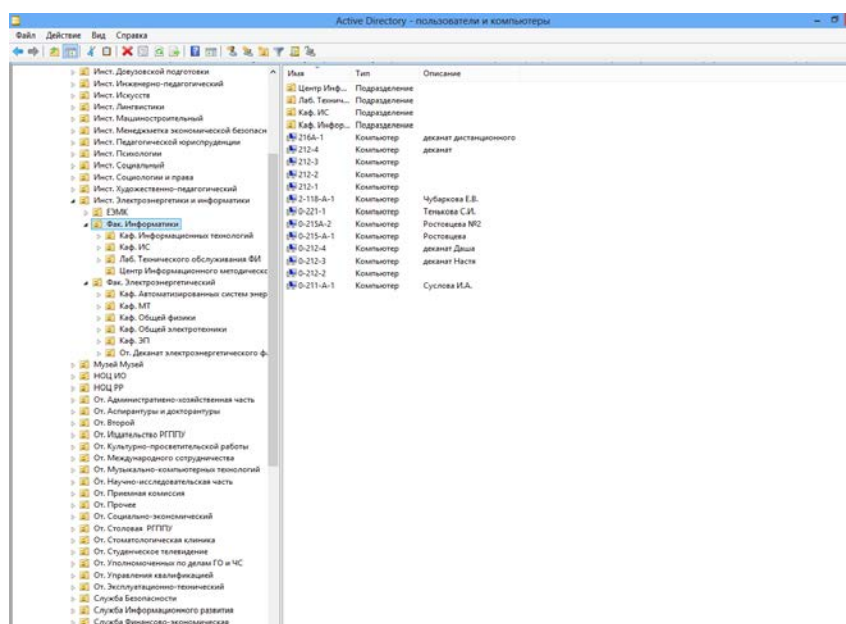 Active Directory - пользователи и компьютеры
Файл Действие Вид Справка
Инст. Довузовской подготовки
Инст. Инженерно-педагогический
Инст. Искусств
Инст. Лингвистики
Инст. Машиностроительный
Инст. Менеджмета экономической безопасн
Инст. Педагогической юриспруденции
Инст. Психологии
Инст. Социальный
Инст. Социологии и права
Инст. Художественно-педагогический
Инст. Электроэнергетики и информатики
ЕЭМК
Фак. Информатики
Каф. Информационных технологий
Каф. ИС
Лаб. Технического обслуживания ФИ
Центр Информационного методическо
Фак. Электроэнергетический
Каф. Автоматизированных систем энер
Каф. МТ
Каф. Общей физики
Каф. Общей электротехники
Каф. ЭП
От. Деканат электроэнергетического ф
Музей Музей
НОЦ ИО
НОЦ РР
От. Административно-хозяйственная часть
От. Аспирантуры и докторантуры
От. Второй
От. Издательство РГППУ
От. Культурно-просветительской работы
От. Международного сотрудничества
От. Музыкально-компьютерных технологий
От. Научно-исследовательская часть
От. Приемная комиссия
От. Прочее
От. Социально-экономический
От. Столовая РГППУ
От. Стоматологическая клиника
От. Студенческое телевидение
От. Уполномоченных по делам ГО и ЧС
От. Управления квалификацией
От. Эксплуатационно-технический
Служба Безопасности
Служба Информационного развития
Служба Финансово-экономическая
Имя Тип Описание
Центр Инф... Подразделение
Лаб. Технич... Подразделение
Каф. ИС Подразделение
Каф. Инфор... Подразделение
216A-1 Компьютер деканат дистанционного
212-4 Компьютер деканат
212-3 Компьютер
212-2 Компьютер
212-1 Компьютер
2-118-A-1 Компьютер Чубаркова Е.В.
0-221-1 Компьютер Тенькова С.И.
0-215A-2 Компьютер Ростовцева №2
0-215-A-1 Компьютер Ростовцева
0-212-4 Компьютер деканат Даша
0-212-3 Компьютер деканат Настя
0-212-2 Компьютер
0-211-A-1 Компьютер Суслова И.А.